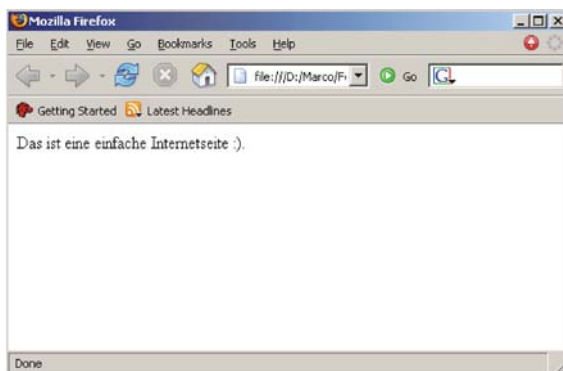 Mozilla Firefox
File Edit View Go Bookmarks Tools Help
file:///D:/Marco/F Go G
Getting Started Latest Headlines
Das ist eine einfache Internetseite :).
Done